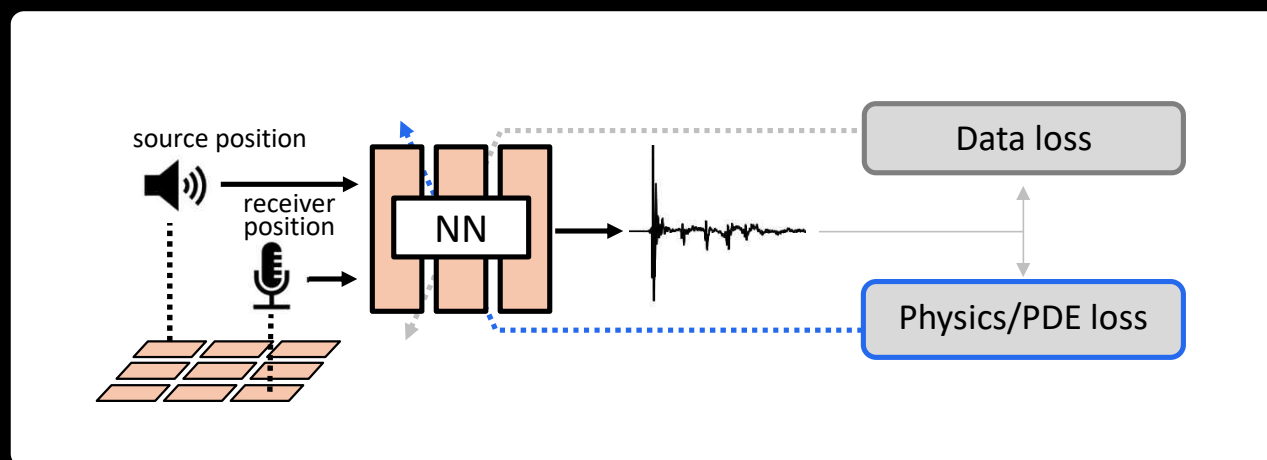 source position
receiver
position
NN
Data loss
Physics/PDE loss